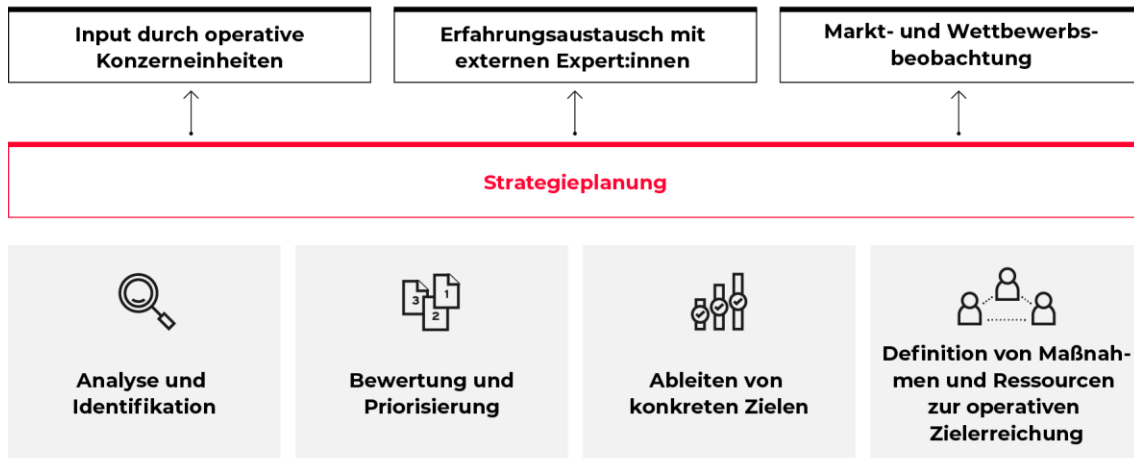 Input durch operative
Konzerneinheiten
Erfahrungsaustausch mit
externen Expert:innen
Markt- und Wettbewerbs-
beobachtung
Strategieplanung
3
1
2
Analyse und
Identifikation
Bewertung und
Priorisierung
Ableiten von
konkreten Zielen
Definition von Maßnah-
men und Ressourcen
zur operativen
Zielerreichung